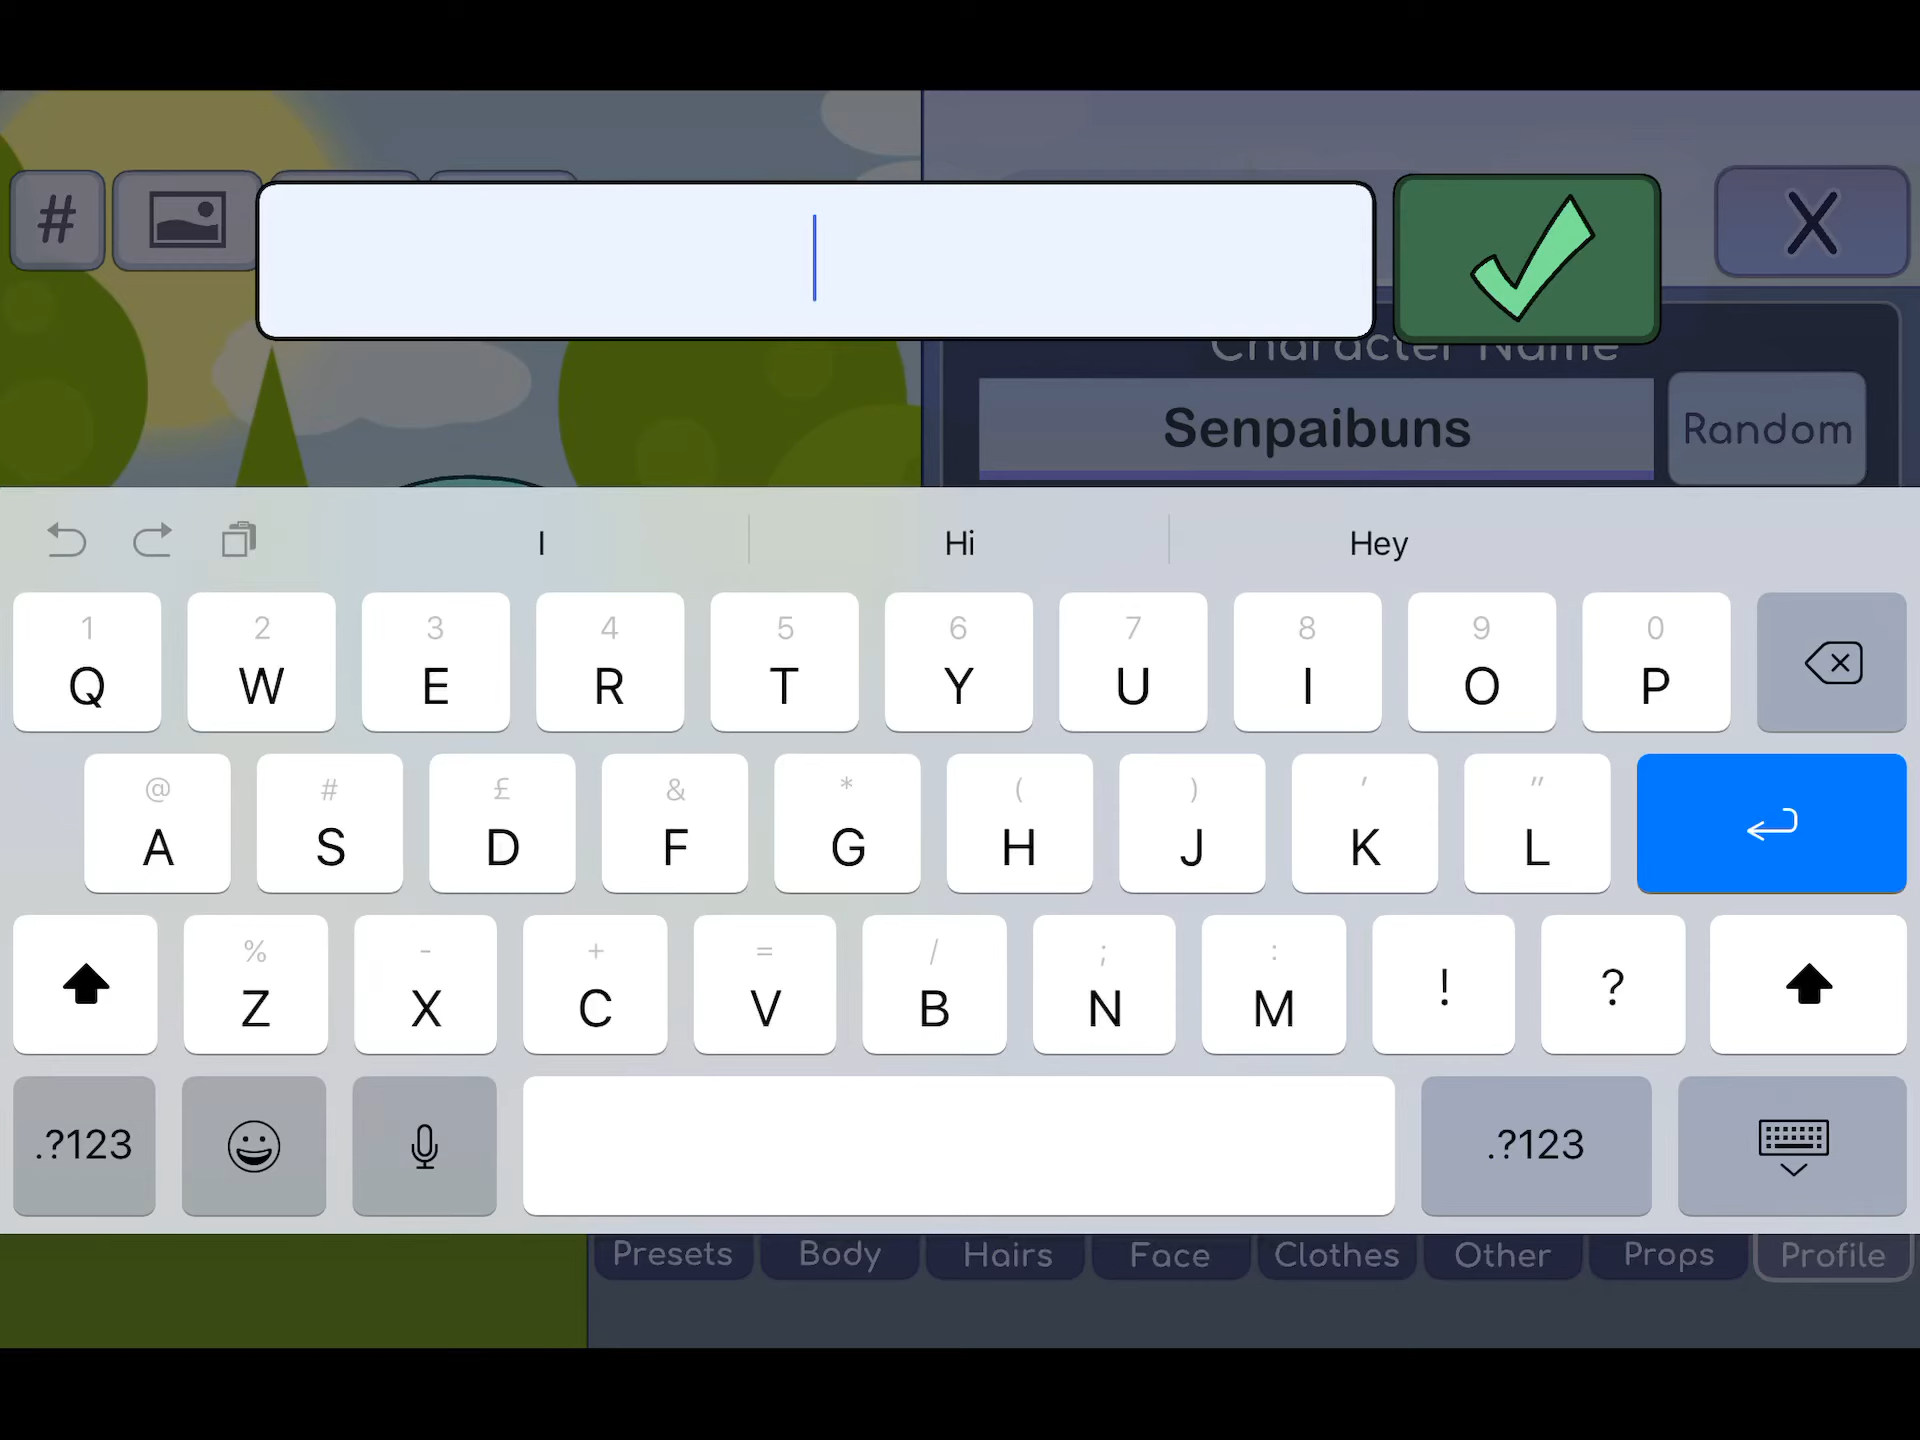 #
X
Character Name
Senpaibuns
Random
I Hi Hey
1 2 3 4 5 6 7 8 9 0
Q W E R T Y U I O P
@ # £ & * ( ) ' "
A S D F G H J K L
% - + = / ; :
Z X C V B N M ! ?
.?123 .?123
Presets Body Hairs Face Clothes Other Props Profile